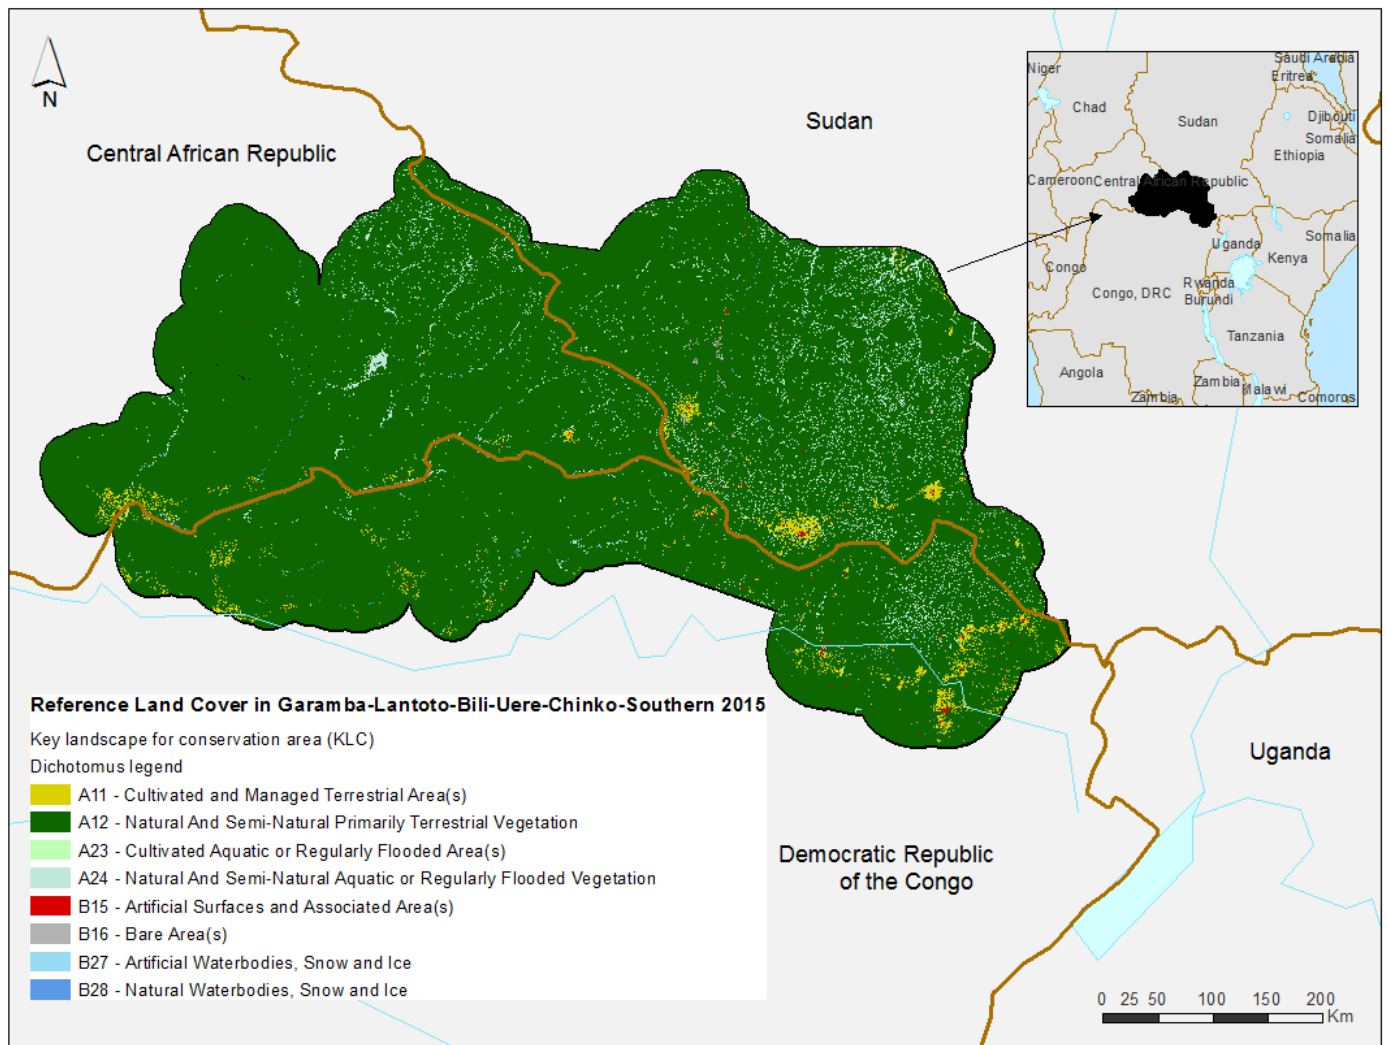 N
Central African Republic
Sudan
Niger
Chad
Sudan
Saudi Arabia
Eritrea
Djibouti
Somalia
Ethiopia
Cameroon
Central African Republic
Uganda
Kenya
Somalia
Congo
Congo, DRC
Rwanda
Burundi
Tanzania
Angola
Zambia
Zambia
Malawi
Comoros
Reference Land Cover in Garamba-Lantoto-Bili-Uere-Chinko-Southern 2015
Key landscape for conservation area (KLC)
Dichotomus legend
A11 - Cultivated and Managed Terrestrial Area(s)
A12 - Natural And Semi-Natural Primarily Terrestrial Vegetation
A23 - Cultivated Aquatic or Regularly Flooded Area(s)
A24 - Natural And Semi-Natural Aquatic or Regularly Flooded Vegetation
B15 - Artificial Surfaces and Associated Area(s)
B16 - Bare Area(s)
B27 - Artificial Waterbodies, Snow and Ice
B28 - Natural Waterbodies, Snow and Ice
Uganda
Democratic Republic
of the Congo
0 25 50 100 150 200
Km